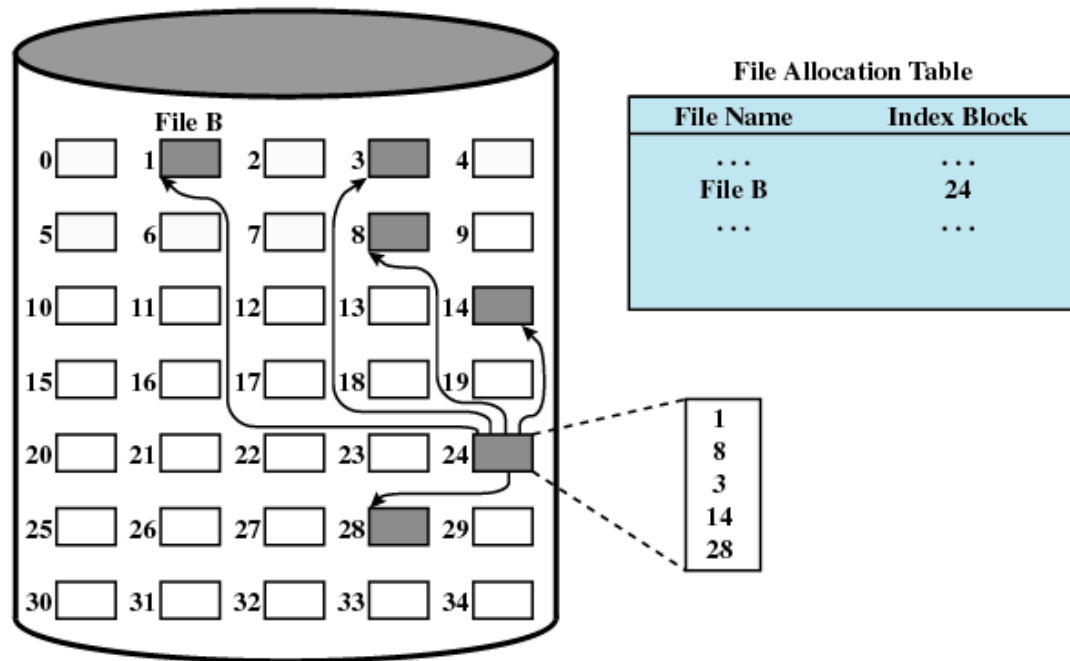 File Allocation Table
File Name Index Block
. . . . . .
File B 24
. . . . . .
File B
0 1 2 3 4
5 6 7 8 9
10 11 12 13 14
15 16 17 18 19
20 21 22 23 24
25 26 27 28 29
30 31 32 33 34
1
8
3
14
28